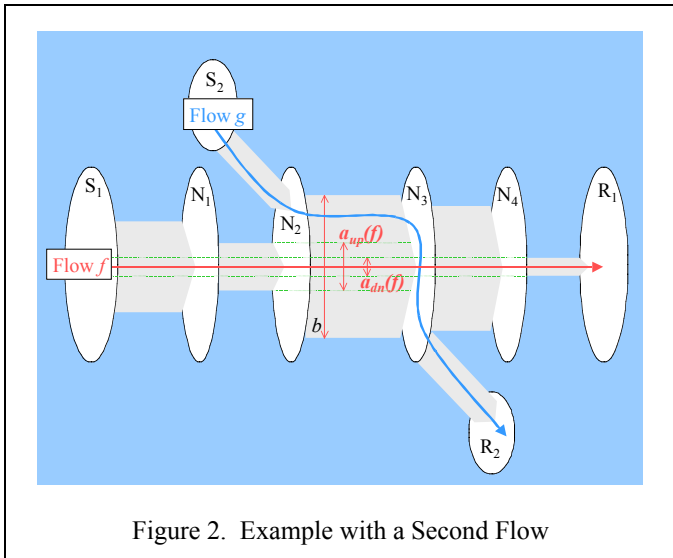 S2
Flow g
S1
N1
N2
N3
N4
R1
aup(f)
Flow f
adn(f)
b
R2
Figure 2. Example with a Second Flow